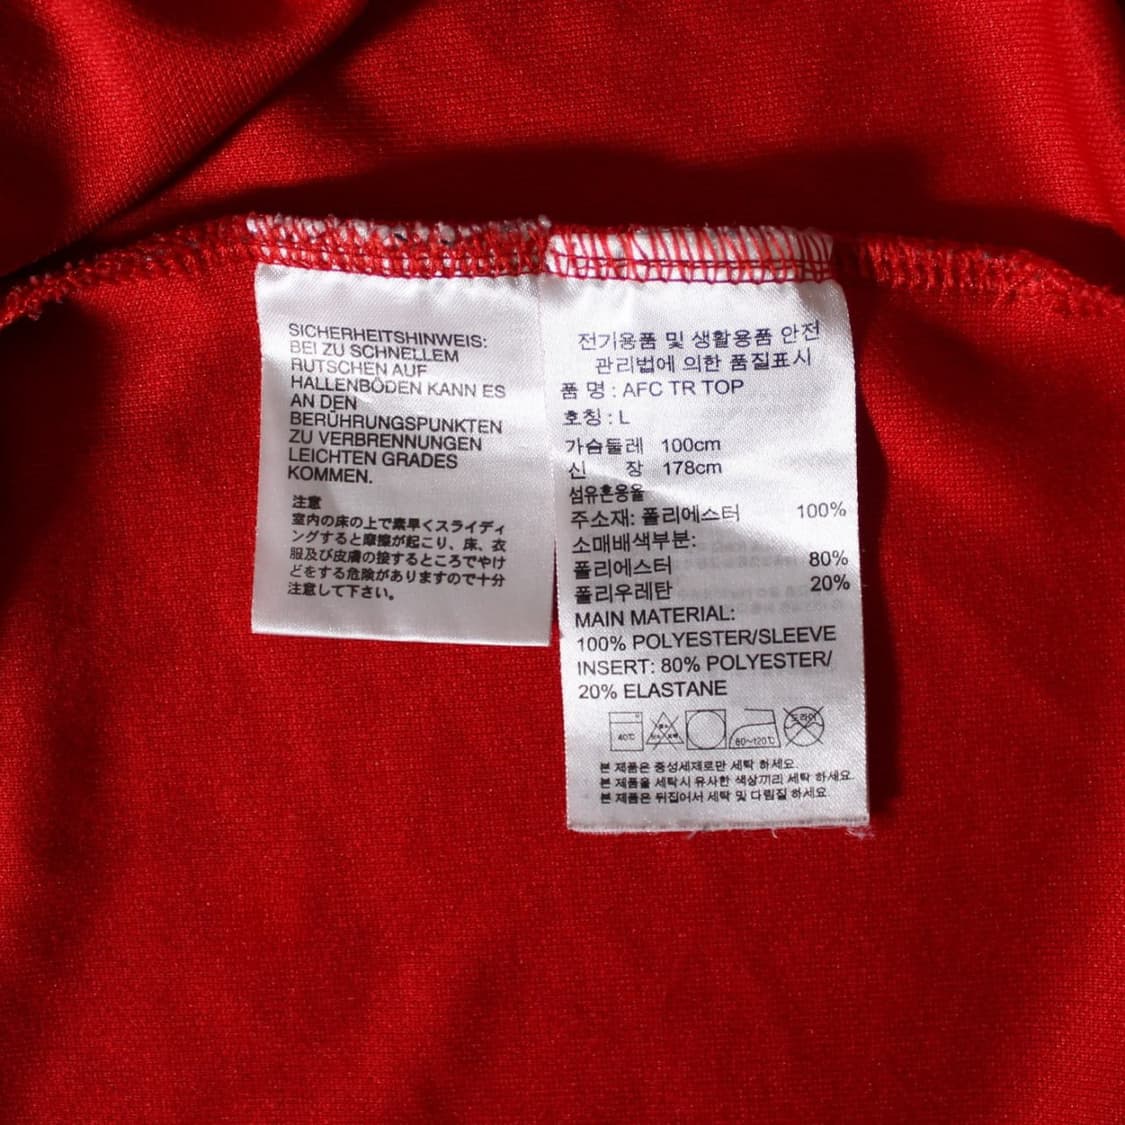 SICHERHEITSHINWEIS:
BEI ZU SCHNELLEM
RUTSCHEN AUF
HALLENBÖDEN KANN ES
AN DEN
BERÜHRUNGSPUNKTEN
ZU VERBRENNUNGEN
LEICHTEN GRADES
KOMMEN.
注意
室内の床の上で素早くスライディ
ングすると摩擦が起こり、床、衣
服及び皮膚の接するところでやけ
どをする危険がありますので十分
注意して下さい。
전기용품 및 생활용품 안전
관리법에 의한 품질표시
품 명 : AFC TR TOP
호칭 : L
가슴둘레 100cm
신 장 178cm
섬유혼용율
주소재: 폴리에스터 100%
소매배색부분:
폴리에스터 80%
폴리우레탄 20%
MAIN MATERIAL:
100% POLYESTER/SLEEVE
INSERT: 80% POLYESTER/
20% ELASTANE
40℃ 80~120℃ 드라이
본 제품은 중성세제로만 세탁 하세요.
본 제품을 세탁시 유사한 색상끼리 세탁 하세요.
본 제품은 뒤집어서 세탁 및 다림질 하세요.